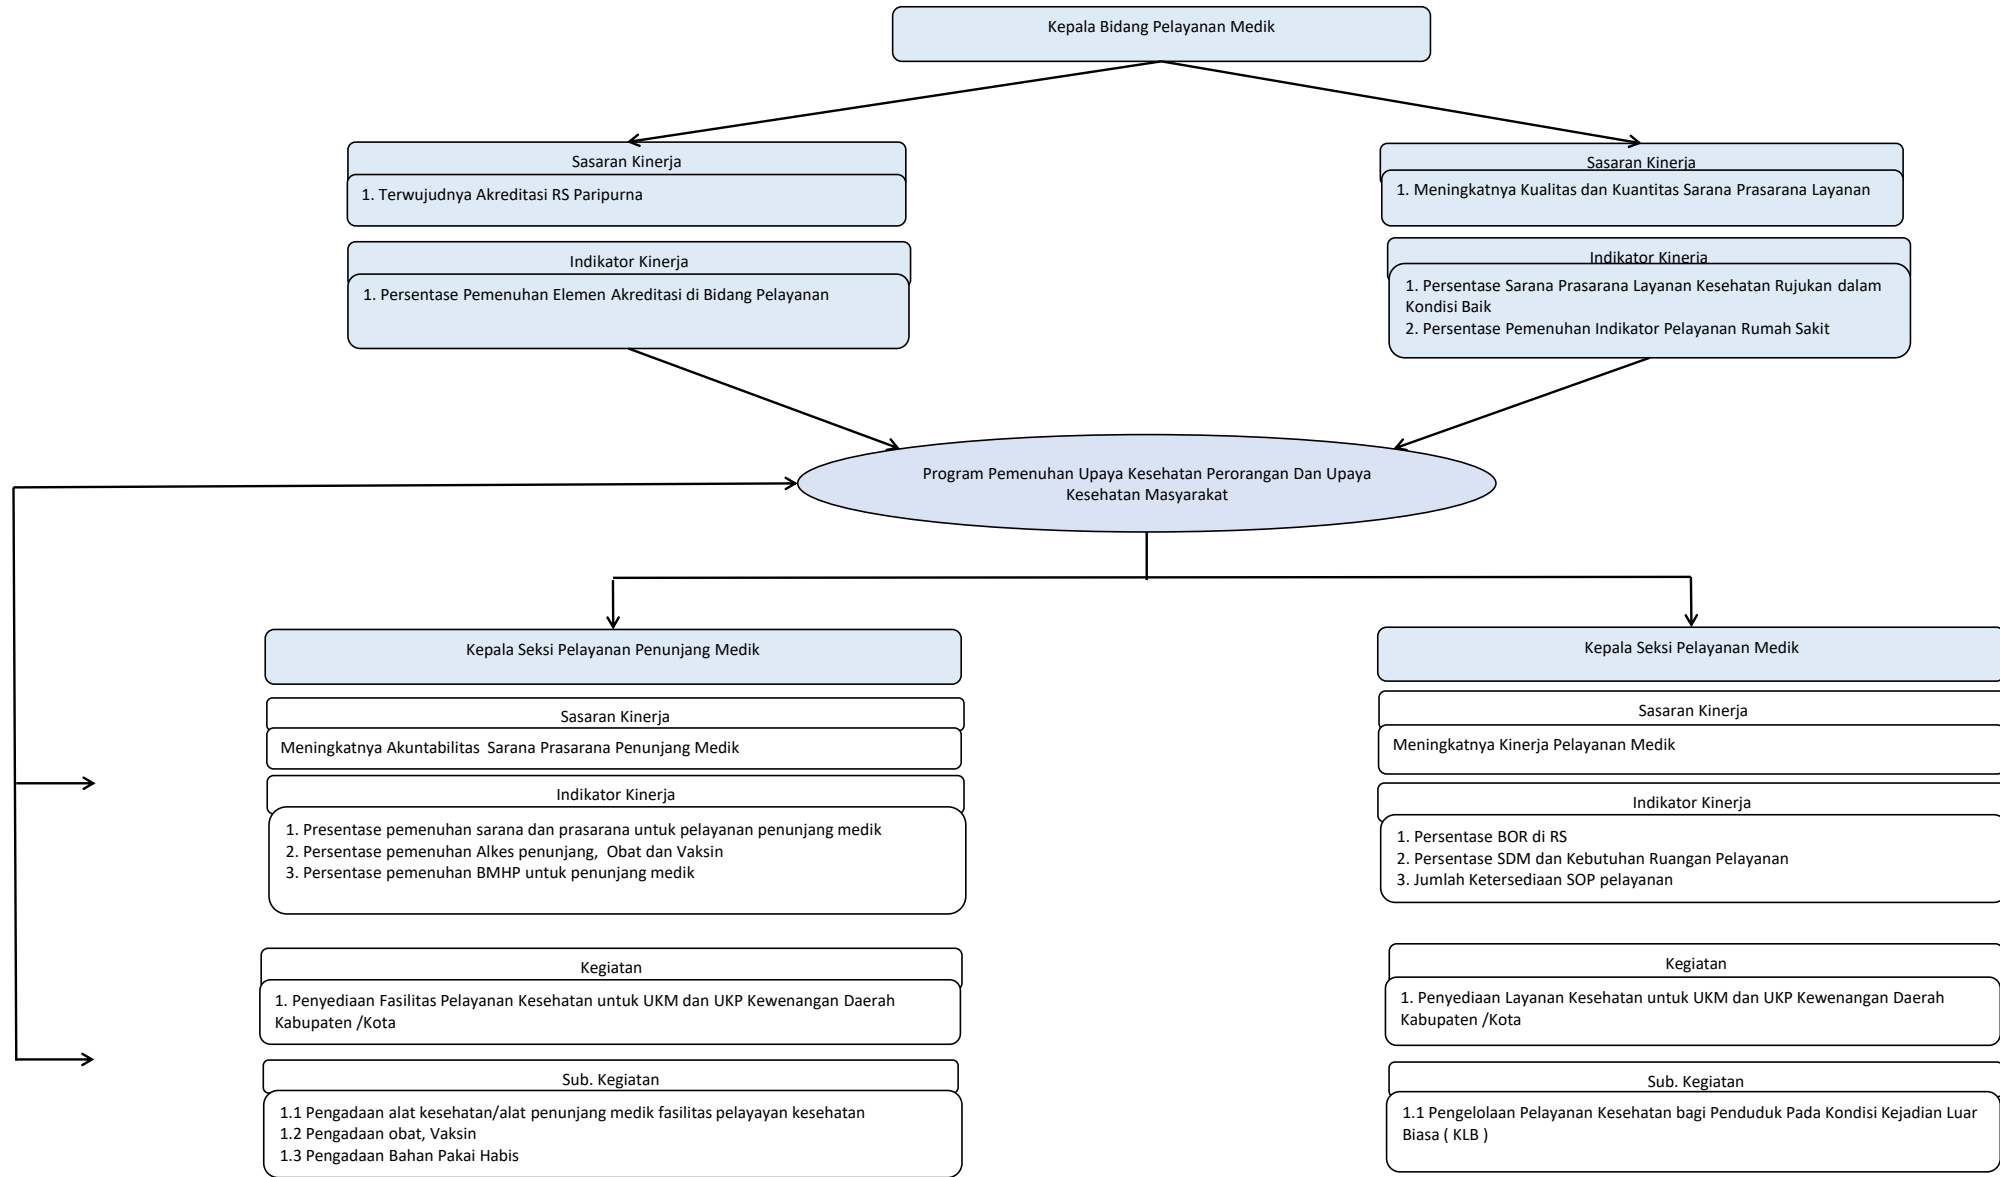 Kepala Bidang Pelayanan Medik
Sasaran Kinerja
1. Terwujudnya Akreditasi RS Paripurna
Indikator Kinerja
1. Persentase Pemenuhan Elemen Akreditasi di Bidang Pelayanan
Sasaran Kinerja
1. Meningkatnya Kualitas dan Kuantitas Sarana Prasarana Layanan
Indikator Kinerja
1. Persentase Sarana Prasarana Layanan Kesehatan Rujukan dalam
Kondisi Baik
2. Persentase Pemenuhan Indikator Pelayanan Rumah Sakit
Program Pemenuhan Upaya Kesehatan Perorangan Dan Upaya
Kesehatan Masyarakat
Kepala Seksi Pelayanan Penunjang Medik
Sasaran Kinerja
Meningkatnya Akuntabilitas Sarana Prasarana Penunjang Medik
Indikator Kinerja
1. Presentase pemenuhan sarana dan prasarana untuk pelayanan penunjang medik
2. Persentase pemenuhan Alkes penunjang, Obat dan Vaksin
3. Persentase pemenuhan BMHP untuk penunjang medik
Kegiatan
1. Penyediaan Fasilitas Pelayanan Kesehatan untuk UKM dan UKP Kewenangan Daerah
Kabupaten /Kota
Sub. Kegiatan
1.1 Pengadaan alat kesehatan/alat penunjang medik fasilitas pelayayan kesehatan
1.2 Pengadaan obat, Vaksin
1.3 Pengadaan Bahan Pakai Habis
Kepala Seksi Pelayanan Medik
Sasaran Kinerja
Meningkatnya Kinerja Pelayanan Medik
Indikator Kinerja
1. Persentase BOR di RS
2. Persentase SDM dan Kebutuhan Ruangan Pelayanan
3. Jumlah Ketersediaan SOP pelayanan
Kegiatan
1. Penyediaan Layanan Kesehatan untuk UKM dan UKP Kewenangan Daerah
Kabupaten /Kota
Sub. Kegiatan
1.1 Pengelolaan Pelayanan Kesehatan bagi Penduduk Pada Kondisi Kejadian Luar
Biasa ( KLB )